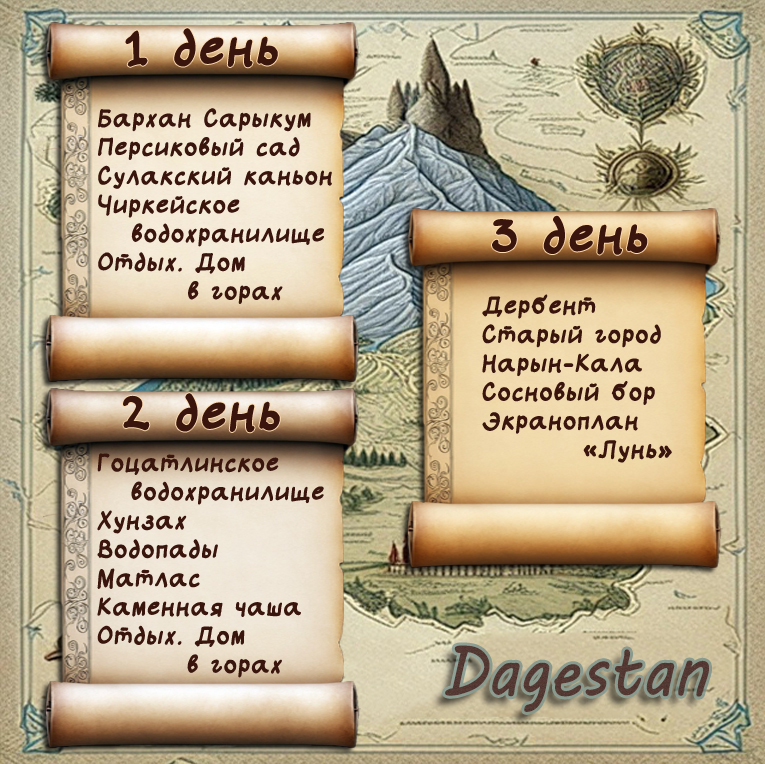 1 день
Бархан Сарыкум
Персиковый сад
Сулакский каньон
Чиркейское
водохранилище
Отдых. Дом
в горах
2 день
Гоцатлинское
водохранилище
Хунзах
Водопады
Матлас
Каменная чаша
Отдых. Дом
в горах
3 день
Дербент
Старый город
Нарын-Кала
Сосновый бор
Экраноплан
«Лунь»
Dagestan